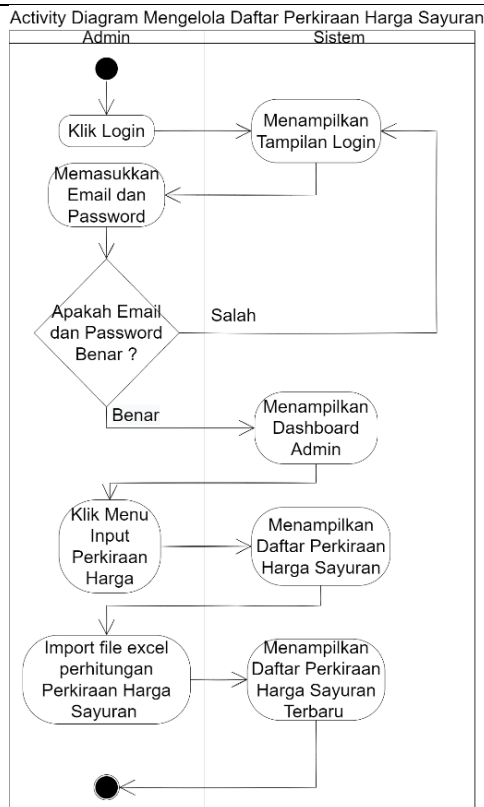 Activity Diagram Mengelola Daftar Perkiraan Harga Sayuran
Admin
Sistem
Klik Login
Menampilkan
Tampilan Login
Memasukkan
Email dan
Password
Apakah Email
dan Password
Benar ?
Salah
Benar
Menampilkan
Dashboard
Admin
Klik Menu
Input
Perkiraan
Harga
Menampilkan
Daftar Perkiraan
Harga Sayuran
Import file excel
perhitungan
Perkiraan Harga
Sayuran
Menampilkan
Daftar Perkiraan
Harga Sayuran
Terbaru